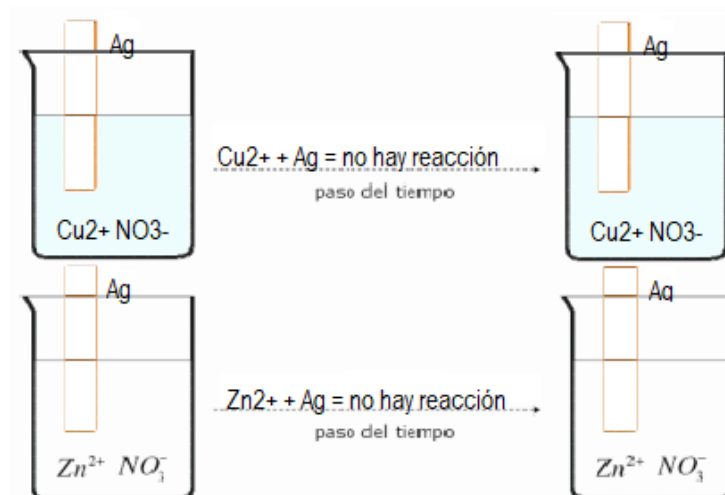 Ag
Ag
Cu2+ + Ag = no hay reacción
paso del tiempo
Cu2+ NO3-
Cu2+ NO3-
Ag
Ag
Zn2+ + Ag = no hay reacción
paso del tiempo
Zn²⁺ NO₃⁻
Zn²⁺ NO₃⁻